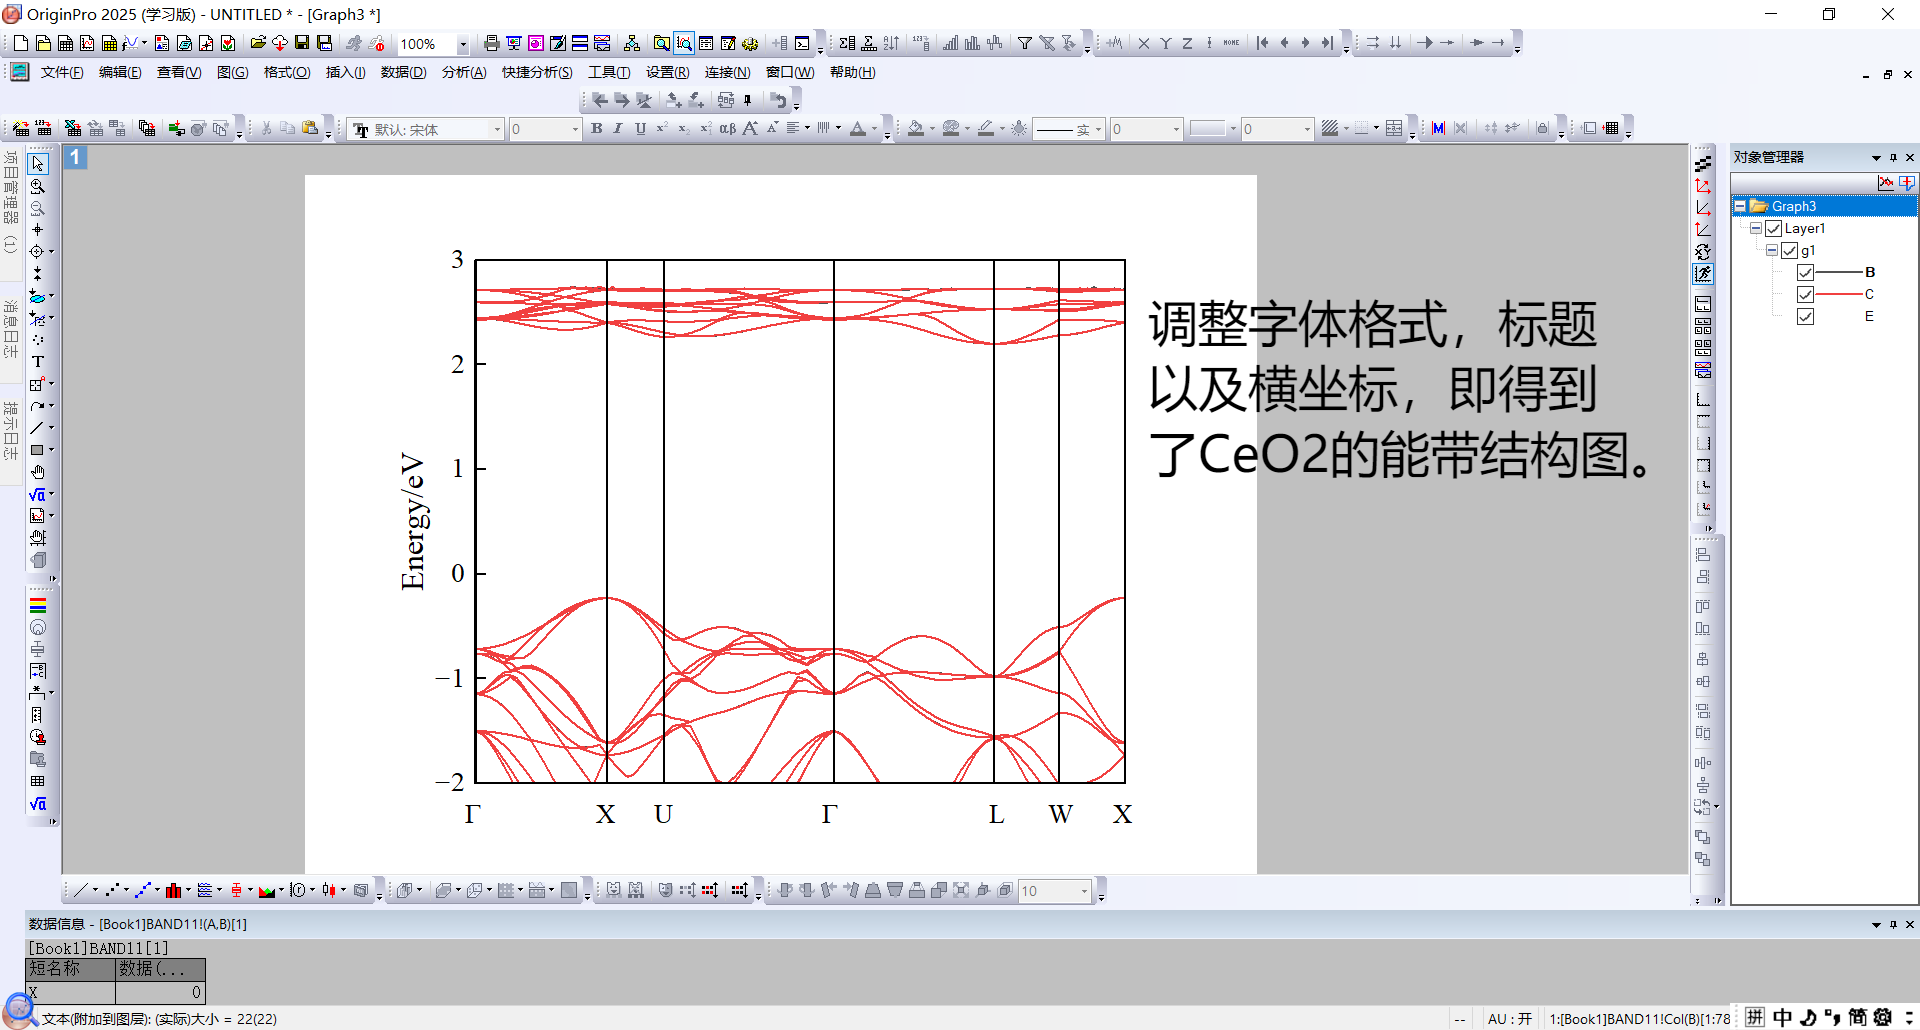 OriginPro 2025 (学习版) - UNTITLED * - [Graph3 *]
100%
X Y Z HOME
文件(F) 编辑(E) 查看(V) 图(G) 格式(O) 插入(I) 数据(D) 分析(A) 快捷分析(S) 工具(T) 设置(R) 连接(N) 窗口(W) 帮助(H)
默认: 宋体 0 B I U αβ 实 0 0
项目管理器 (1)
消息日志
提示日志
1
3
2
1
0
−1
−2
Energy/eV
Γ X U Γ L W X
调整字体格式，标题
以及横坐标，即得到
了CeO2的能带结构图。
对象管理器
Graph3
Layer1
g1
B
C
E
10
数据信息 - [Book1]BAND11!(A,B)[1]
[Book1]BAND11[1]
短名称 数据(...
X 0
文本(附加到图层): (实际)大小 = 22(22)
-- AU : 开 1:[Book1]BAND11!Col(B)[1:78
拼 中 简